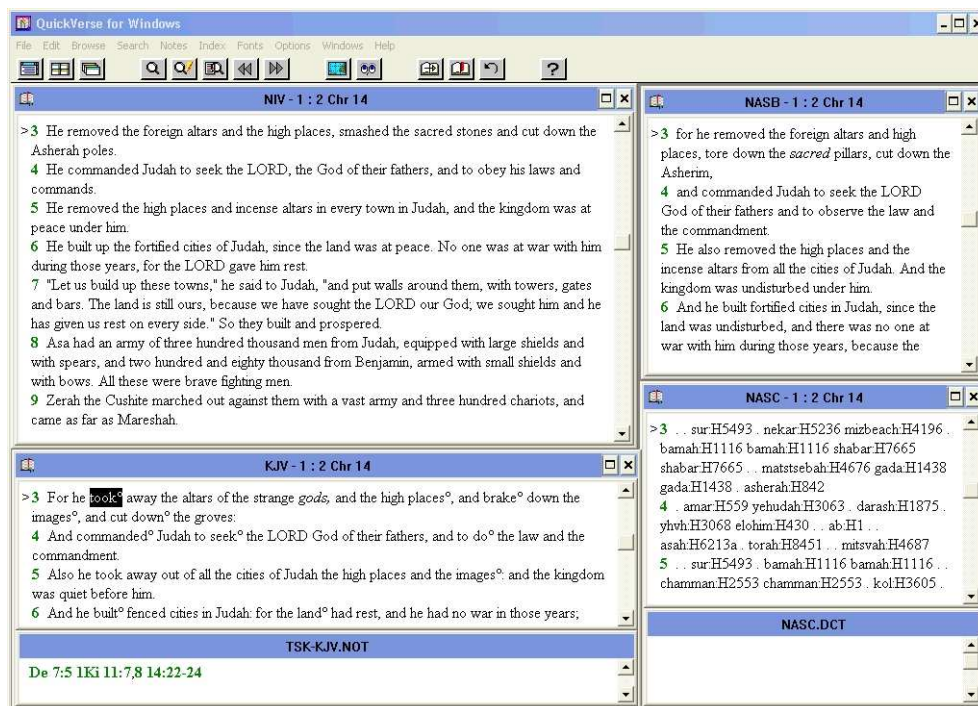 QuickVerse for Windows
File Edit Browse Search Notes Index Fonts Options Windows Help
?
NIV - 1 : 2 Chr 14
>3 He removed the foreign altars and the high places, smashed the sacred stones and cut down the
Asherah poles.
4 He commanded Judah to seek the LORD, the God of their fathers, and to obey his laws and
commands.
5 He removed the high places and incense altars in every town in Judah, and the kingdom was at
peace under him.
6 He built up the fortified cities of Judah, since the land was at peace. No one was at war with him
during those years, for the LORD gave him rest.
7 "Let us build up these towns," he said to Judah, "and put walls around them, with towers, gates
and bars. The land is still ours, because we have sought the LORD our God; we sought him and he
has given us rest on every side." So they built and prospered.
8 Asa had an army of three hundred thousand men from Judah, equipped with large shields and
with spears, and two hundred and eighty thousand from Benjamin, armed with small shields and
with bows. All these were brave fighting men.
9 Zerah the Cushite marched out against them with a vast army and three hundred chariots, and
came as far as Mareshah.
KJV - 1 : 2 Chr 14
>3 For he took° away the altars of the strange gods, and the high places°, and brake° down the
images°, and cut down° the groves:
4 And commanded° Judah to seek° the LORD God of their fathers, and to do° the law and the
commandment.
5 Also he took away out of all the cities of Judah the high places and the images°: and the kingdom
was quiet before him.
6 And he built° fenced cities in Judah: for the land° had rest, and he had no war in those years;
TSK-KJV.NOT
De 7:5 1Ki 11:7,8 14:22-24
NASB - 1 : 2 Chr 14
>3 for he removed the foreign altars and high
places, tore down the sacred pillars, cut down the
Asherim,
4 and commanded Judah to seek the LORD
God of their fathers and to observe the law and
the commandment.
5 He also removed the high places and the
incense altars from all the cities of Judah. And the
kingdom was undisturbed under him.
6 And he built fortified cities in Judah, since the
land was undisturbed, and there was no one at
war with him during those years, because the
NASC - 1 : 2 Chr 14
>3 . . sur:H5493 . nekar:H5236 mizbeach:H4196 .
bamah:H1116 bamah:H1116 shabar:H7665
shabar:H7665 . . matstsebah:H4676 gada:H1438
gada:H1438 . asherah:H842
4 . amar:H559 yehudah:H3063 . darash:H1875 .
yhvh:H3068 elohim:H430 . . ab:H1 . .
asah:H6213a . torah:H8451 . . mitsvah:H4687
5 . . sur:H5493 . bamah:H1116 bamah:H1116 . .
chamman:H2553 chamman:H2553 . kol:H3605 .
NASC.DCT